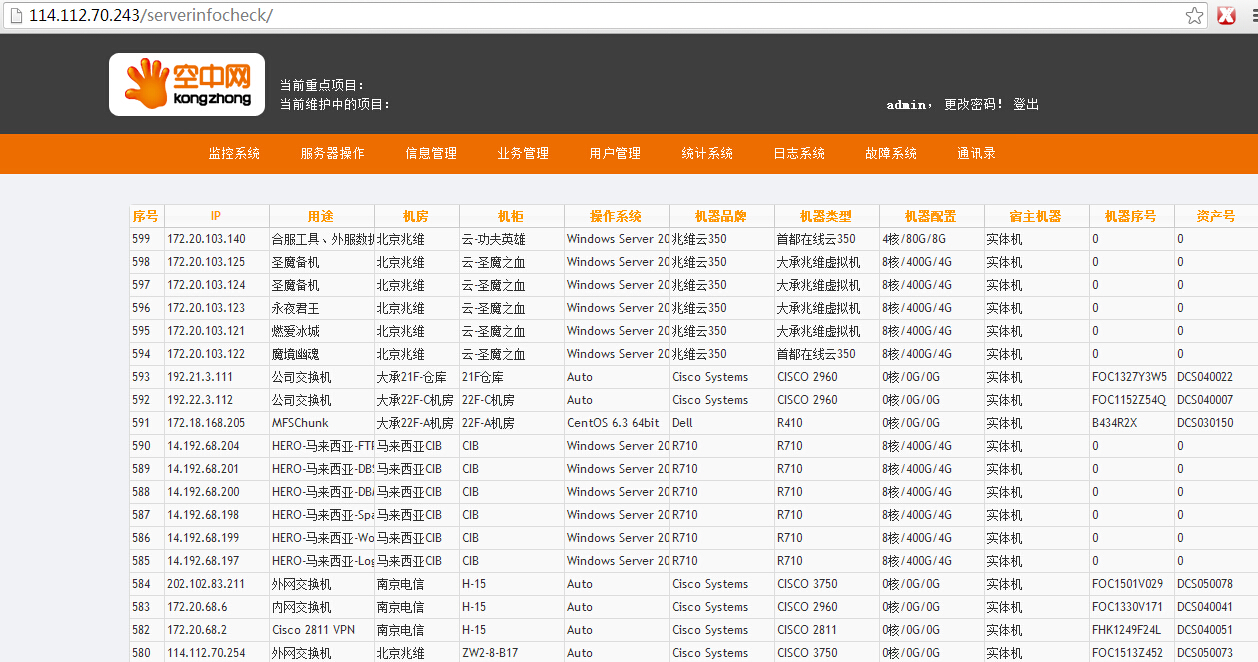 114.112.70.243/serverinfocheck/
空中网
kongzhong
当前重点项目：
当前维护中的项目：
admin， 更改密码！ 登出
监控系统 服务器操作 信息管理 业务管理 用户管理 统计系统 日志系统 故障系统 通讯录
序号 IP 用途 机房 机柜 操作系统 机器品牌 机器类型 机器配置 宿主机器 机器序号 资产号
599 172.20.103.140 合服工具、外服数据 北京兆维 云-功夫英雄 Windows Server 20 兆维云350 首都在线云350 4核/80G/8G 实体机 0 0
598 172.20.103.125 圣魔备机 北京兆维 云-圣魔之血 Windows Server 20 兆维云350 大承兆维虚拟机 8核/400G/4G 实体机 0 0
597 172.20.103.124 圣魔备机 北京兆维 云-圣魔之血 Windows Server 20 兆维云350 大承兆维虚拟机 8核/400G/4G 实体机 0 0
596 172.20.103.123 永夜君王 北京兆维 云-圣魔之血 Windows Server 20 兆维云350 大承兆维虚拟机 8核/400G/4G 实体机 0 0
595 172.20.103.121 燃爱冰城 北京兆维 云-圣魔之血 Windows Server 20 兆维云350 大承兆维虚拟机 8核/400G/4G 实体机 0 0
594 172.20.103.122 魔境幽魂 北京兆维 云-圣魔之血 Windows Server 20 兆维云350 首都在线云350 8核/400G/4G 实体机 0 0
593 192.21.3.111 公司交换机 大承21F-仓库 21F仓库 Auto Cisco Systems CISCO 2960 0核/0G/0G 实体机 FOC1327Y3W5 DCS040022
592 192.22.3.112 公司交换机 大承22F-C机房 22F-C机房 Auto Cisco Systems CISCO 2960 0核/0G/0G 实体机 FOC1152Z54Q DCS040007
591 172.18.168.205 MFSChunk 大承22F-A机房 22F-A机房 CentOS 6.3 64bit Dell R410 0核/0G/0G 实体机 B434R2X DCS030150
590 14.192.68.204 HERO-马来西亚-FTP 马来西亚CIB CIB Windows Server 20 R710 R710 8核/400G/4G 实体机 0 0
589 14.192.68.201 HERO-马来西亚-DBS 马来西亚CIB CIB Windows Server 20 R710 R710 8核/400G/4G 实体机 0 0
588 14.192.68.200 HERO-马来西亚-DBA 马来西亚CIB CIB Windows Server 20 R710 R710 8核/400G/4G 实体机 0 0
587 14.192.68.198 HERO-马来西亚-Spa 马来西亚CIB CIB Windows Server 20 R710 R710 8核/400G/4G 实体机 0 0
586 14.192.68.199 HERO-马来西亚-Wo 马来西亚CIB CIB Windows Server 20 R710 R710 8核/400G/4G 实体机 0 0
585 14.192.68.197 HERO-马来西亚-Log 马来西亚CIB CIB Windows Server 20 R710 R710 8核/400G/4G 实体机 0 0
584 202.102.83.211 外网交换机 南京电信 H-15 Auto Cisco Systems CISCO 3750 0核/0G/0G 实体机 FOC1501V029 DCS050078
583 172.20.68.6 内网交换机 南京电信 H-15 Auto Cisco Systems CISCO 2960 0核/0G/0G 实体机 FOC1330V171 DCS040041
582 172.20.68.2 Cisco 2811 VPN 南京电信 H-15 Auto Cisco Systems CISCO 2811 0核/0G/0G 实体机 FHK1249F24L DCS040051
580 114.112.70.254 外网交换机 北京兆维 ZW2-8-B17 Auto Cisco Systems CISCO 3750 0核/0G/0G 实体机 FOC1513Z452 DCS050073